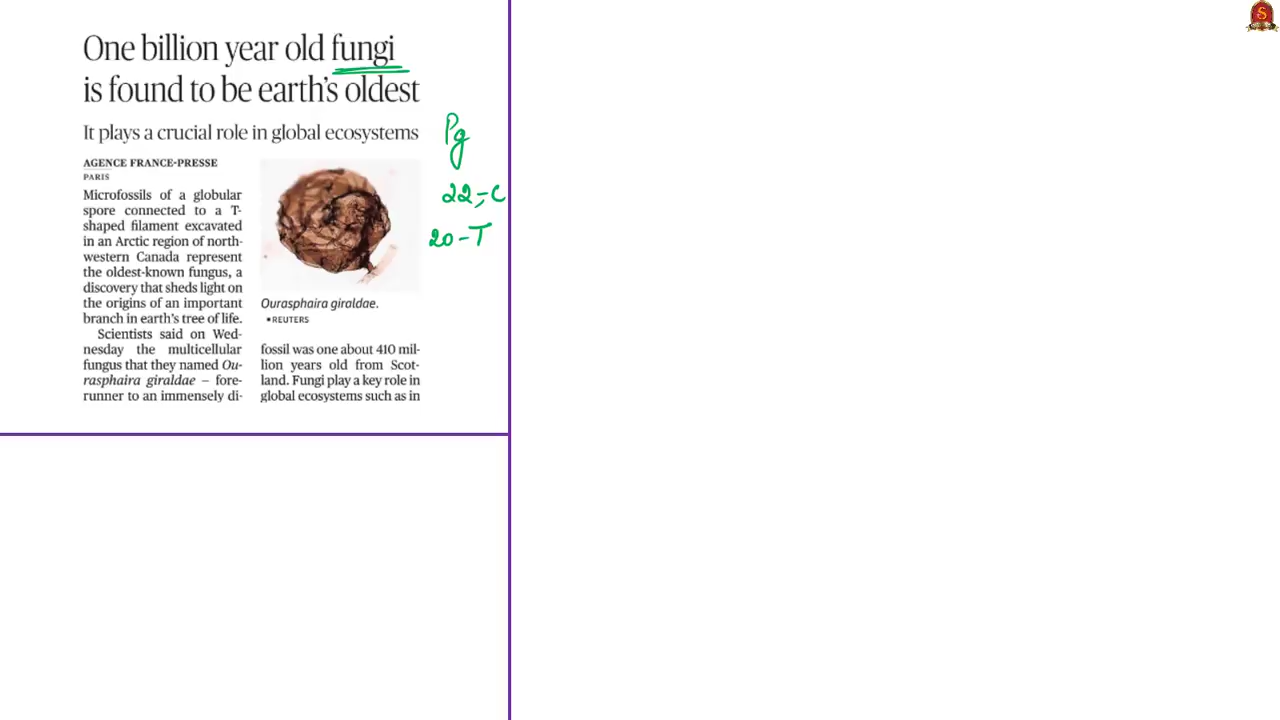 One billion year old fungi
is found to be earth's oldest
It plays a crucial role in global ecosystems
AGENCE FRANCE-PRESSE
PARIS
Microfossils of a globular
spore connected to a T-
shaped filament excavated
in an Arctic region of north-
western Canada represent
the oldest-known fungus, a
discovery that sheds light on
the origins of an important
branch in earth's tree of life.
Scientists said on Wed-
nesday the multicellular
fungus that they named Ou-
rasphaira giraldae – fore-
runner to an immensely di-
Ourasphaira giraldae.
•REUTERS
fossil was one about 410 mil-
lion years old from Scot-
land. Fungi play a key role in
global ecosystems such as in
Pg
22-C
20-T
S